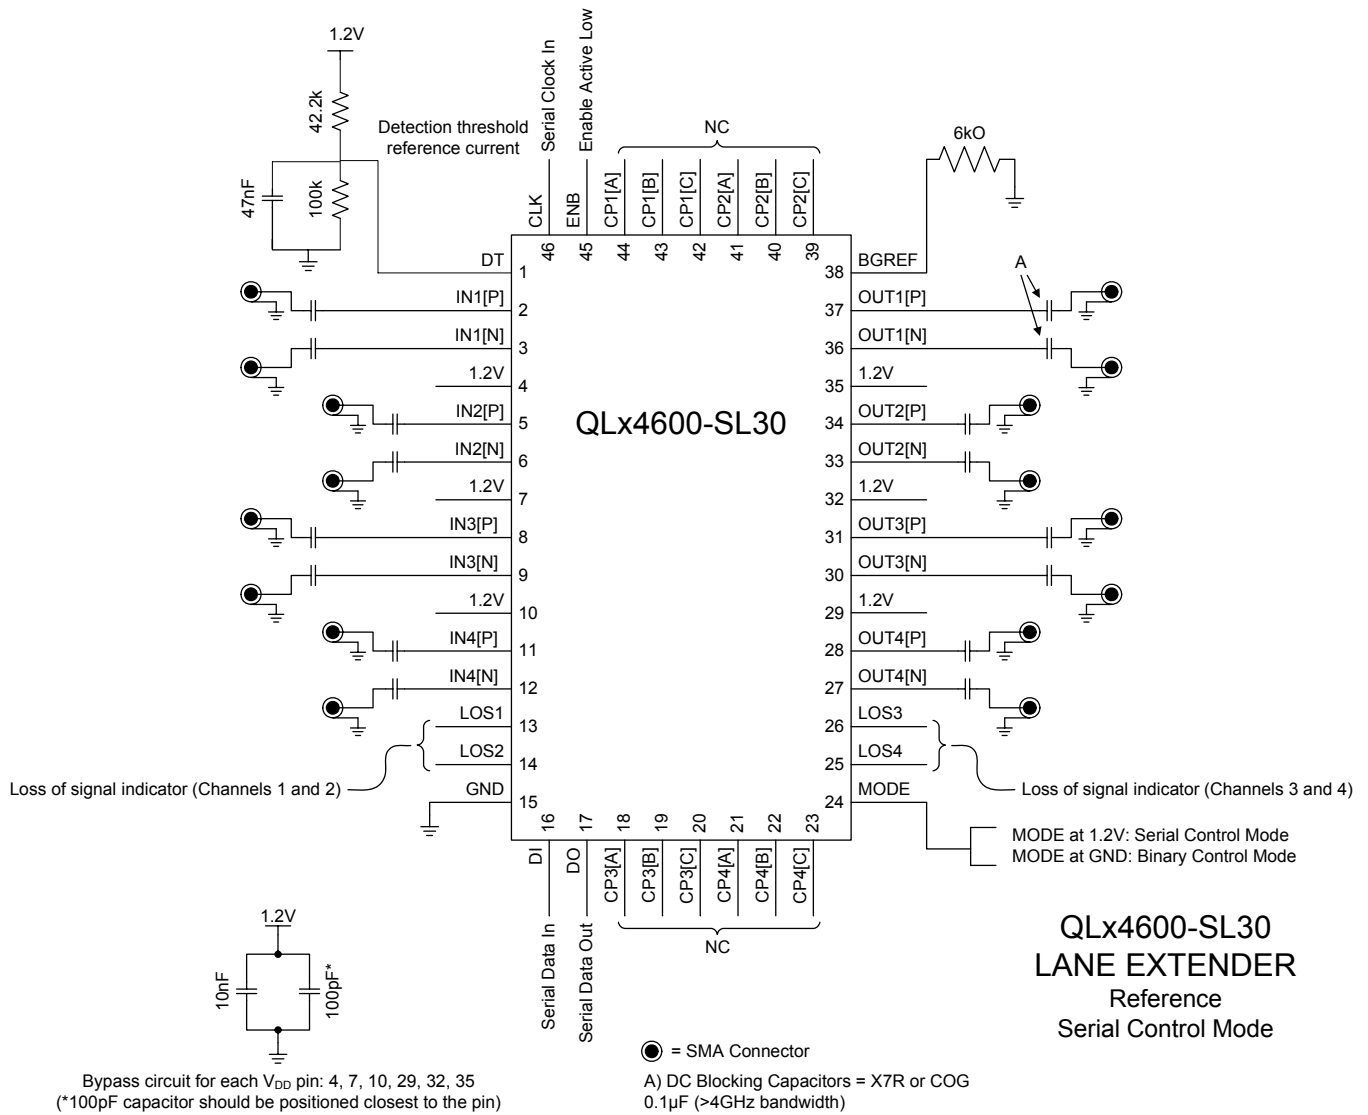 1.2V
42.2k
47nF
100k
Detection threshold
reference current
Serial Clock In
Enable Active Low
NC
6kO
CLK
ENB
CP1[A]
CP1[B]
CP1[C]
CP2[A]
CP2[B]
CP2[C]
46
45
44
43
42
41
40
39
DT
1
38
BGREF
A
IN1[P]
2
37
OUT1[P]
IN1[N]
3
36
OUT1[N]
1.2V
4
35
1.2V
IN2[P]
5
QLx4600-SL30
34
OUT2[P]
IN2[N]
6
33
OUT2[N]
1.2V
7
32
1.2V
IN3[P]
8
31
OUT3[P]
IN3[N]
9
30
OUT3[N]
1.2V
10
29
1.2V
IN4[P]
11
28
OUT4[P]
IN4[N]
12
27
OUT4[N]
LOS1
13
26
LOS3
LOS2
14
25
LOS4
Loss of signal indicator (Channels 1 and 2)
Loss of signal indicator (Channels 3 and 4)
GND
15
24
MODE
16
17
18
19
20
21
22
23
MODE at 1.2V: Serial Control Mode
MODE at GND: Binary Control Mode
DI
DO
CP3[A]
CP3[B]
CP3[C]
CP4[A]
CP4[B]
CP4[C]
Serial Data In
Serial Data Out
NC
1.2V
10nF
100pF*
Bypass circuit for each VDD pin: 4, 7, 10, 29, 32, 35
(*100pF capacitor should be positioned closest to the pin)
= SMA Connector
A) DC Blocking Capacitors = X7R or COG
0.1µF (>4GHz bandwidth)
QLx4600-SL30
LANE EXTENDER
Reference
Serial Control Mode